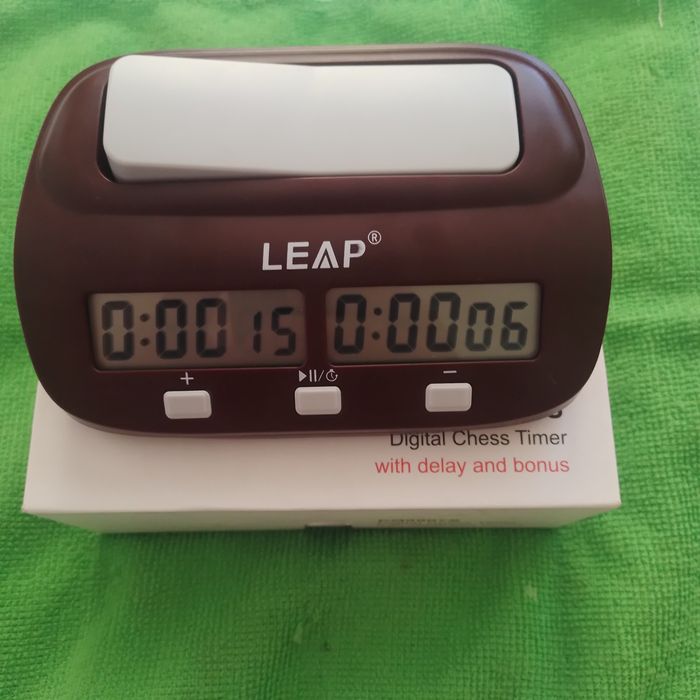 LEAP®
0:00 15 0:00 06
+ ▶II/⏱ −
Digital Chess Timer
with delay and bonus